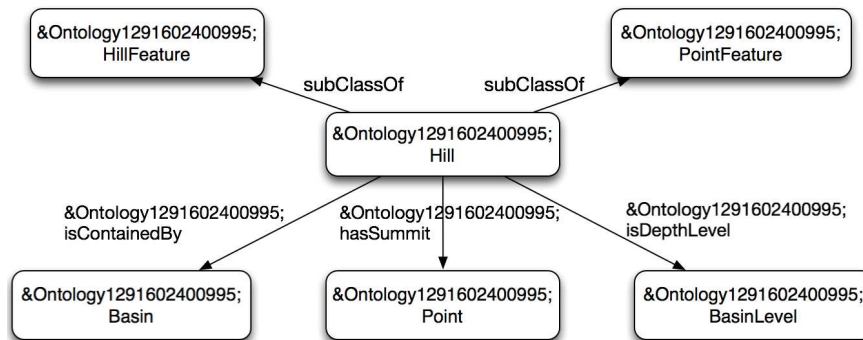 &Ontology1291602400995;
HillFeature
&Ontology1291602400995;
PointFeature
subClassOf
subClassOf
&Ontology1291602400995;
Hill
&Ontology1291602400995;
isContainedBy
&Ontology1291602400995;
hasSummit
&Ontology1291602400995;
isDepthLevel
&Ontology1291602400995;
Basin
&Ontology1291602400995;
Point
&Ontology1291602400995;
BasinLevel